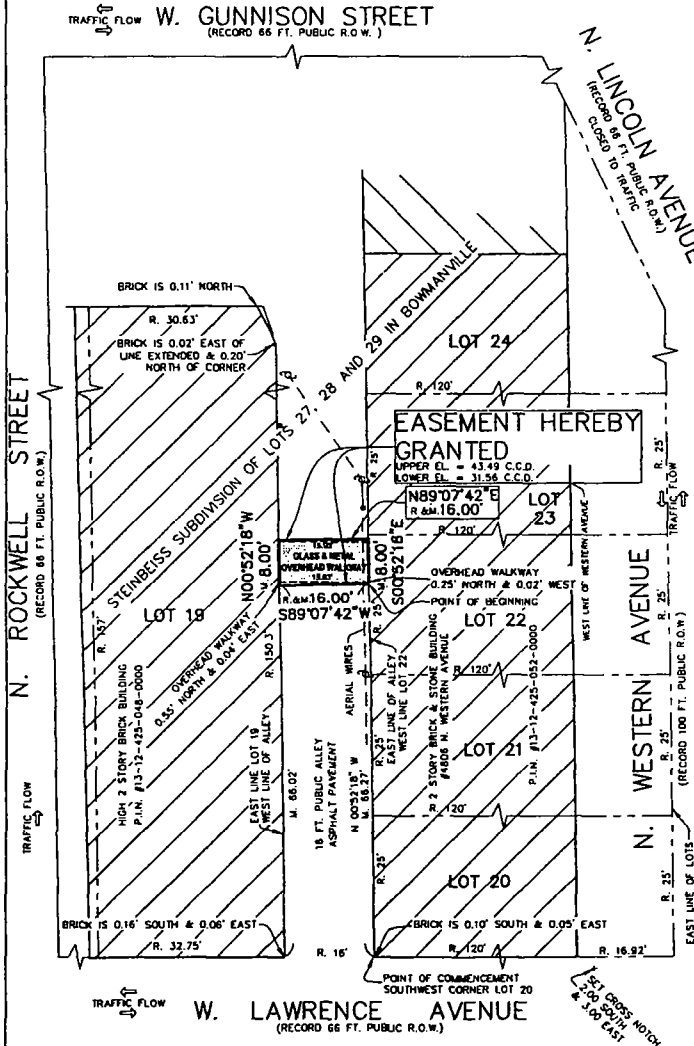 TRAFFIC FLOW
W. GUNNISON STREET
(RECORD 66 FT. PUBLIC R.O.W. )
N. LINCOLN AVENUE
(RECORD 66 FT. PUBLIC R.O.W.)
CLOSED TO TRAFFIC
BRICK IS 0.11' NORTH
R. 30.63'
BRICK IS 0.02' EAST OF
LINE EXTENDED & 0.20'
NORTH OF CORNER
STEINBEISS SUBDIVISION OF LOTS 27, 28 AND 29 IN BOWMANVILLE
LOT 24
R. 120'
EASEMENT HEREBY
GRANTED
UPPER EL. = 43.49 C.C.D.
LOWER EL. = 31.56 C.C.D.
R. 25'
R. 25'
TRAFFIC FLOW
N89°07'42"E
R &M.16.00'
LOT
23
R. 120'
N. ROCKWELL STREET
(RECORD 66 FT. PUBLIC R.O.W.)
N00°52'18"W
M. 8.00'
GLASS & METAL
OVERHEAD WALKWAY
M. 8.00'
S00°52'18"E
WEST LINE OF WESTERN AVENUE
OVERHEAD WALKWAY
0.25' NORTH & 0.02' WEST
POINT OF BEGINNING
R.&M.16.00'
S89°07'42"W
LOT 19
R. 157'
OVERHEAD WALKWAY
0.55' NORTH & 0.04' EAST
R. 150.3'
R. 25'
LOT 22
R. 120'
R. 25'
HIGH 2 STORY BRICK BUILDING
P.I.N. #13-12-425-048-0000
EAST LINE LOT 19
WEST LINE OF ALLEY
M. 66.02'
AERIAL WIRES
16 FT. PUBLIC ALLEY
ASPHALT PAVEMENT
N 00°52'18" W
M. 66.27'
EAST LINE OF ALLEY
WEST LINE LOT 22
R. 25'
2 STORY BRICK & STONE BUILDING
#4806 N. WESTERN AVENUE
LOT 21
P.I.N. #13-12-425-052-0000
R. 120'
N. WESTERN AVENUE
(RECORD 100 FT. PUBLIC R.O.W.)
R. 25'
TRAFFIC FLOW
R. 25'
LOT 20
R. 25'
EAST LINE OF LOTS
BRICK IS 0.16' SOUTH & 0.06' EAST
BRICK IS 0.10' SOUTH & 0.05' EAST
R. 32.75'
R. 16'
R. 120'
R. 16.92'
POINT OF COMMENCEMENT
SOUTHWEST CORNER LOT 20
SET CROSS NOTCH
2.00 SOUTH
& 3.00 EAST
TRAFFIC FLOW
W. LAWRENCE AVENUE
(RECORD 66 FT. PUBLIC R.O.W.)